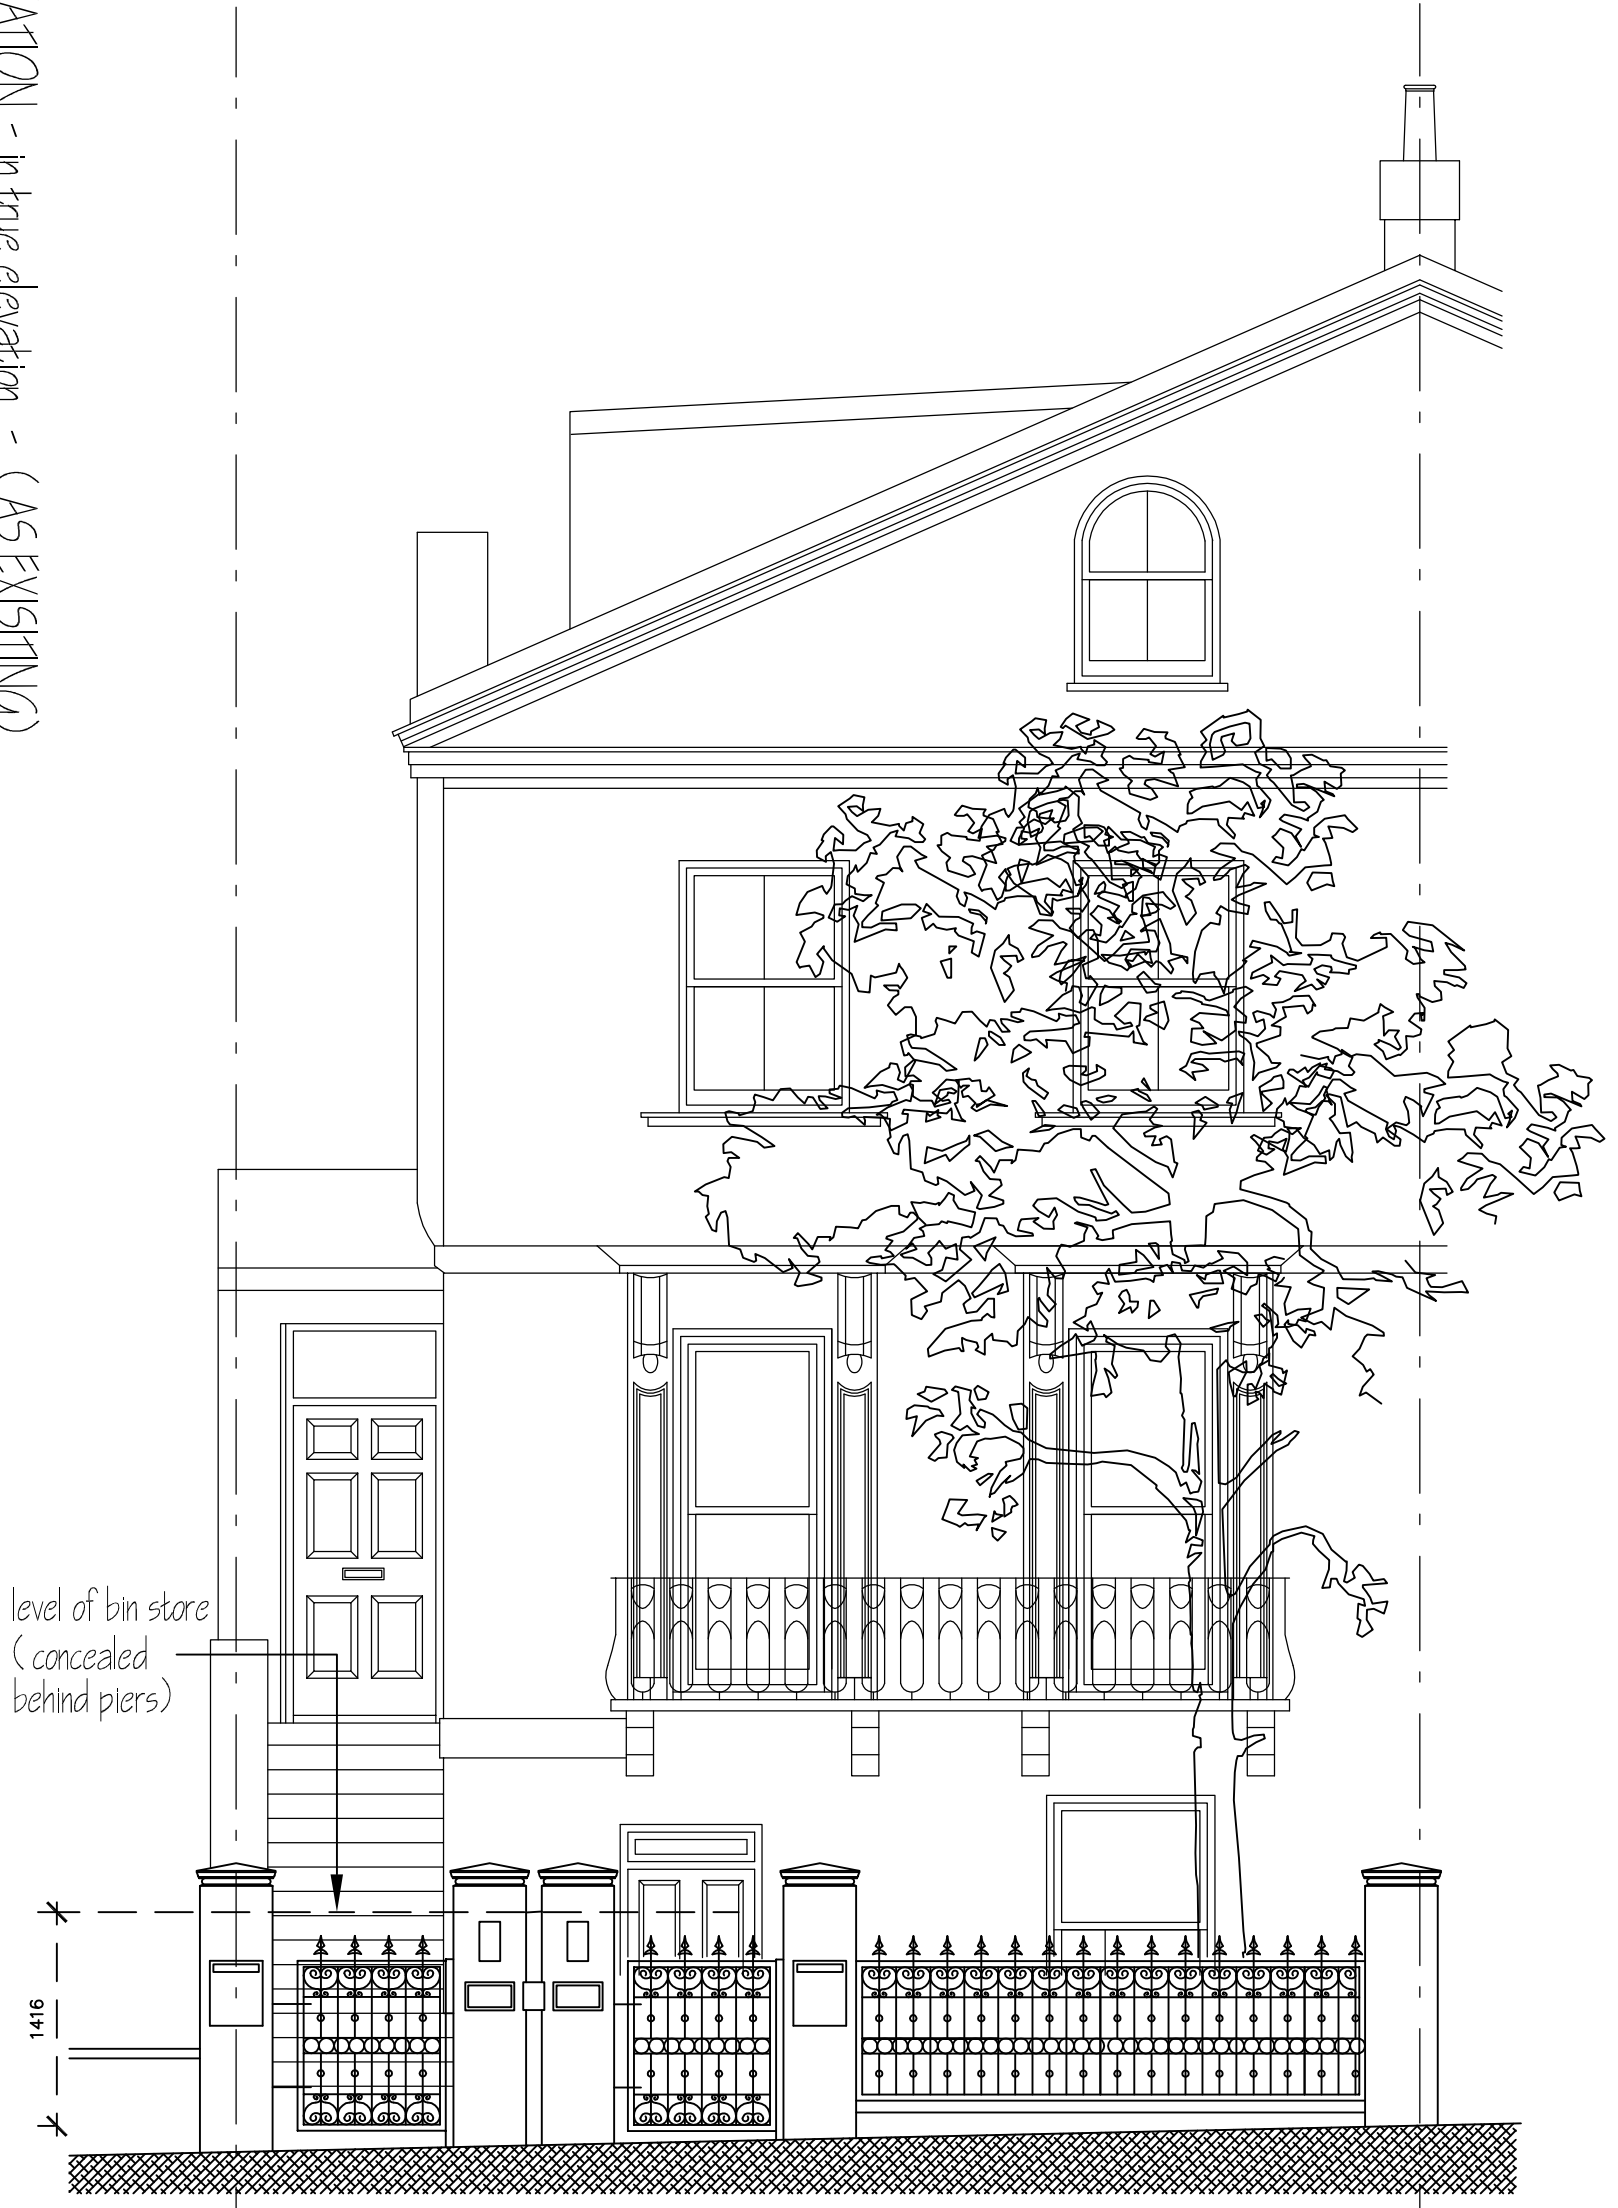 ATION - in true elevation - ( AS EXISTING)
level of bin store
( concealed
behind piers)
1416